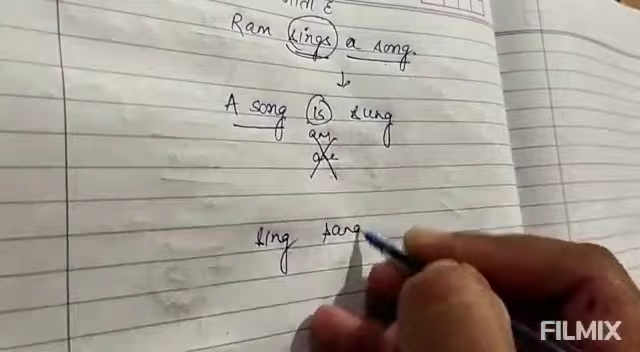 Ram sings a song.
A song is sung
am
are
sing sang
FILMIX